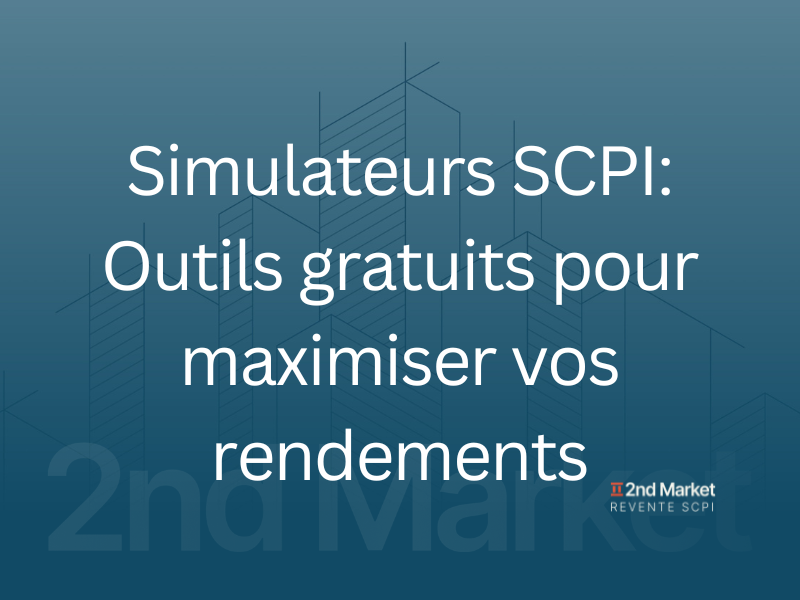 Simulateurs SCPI:
Outils gratuits pour
maximiser vos
rendements
2nd Market
2nd Market
REVENTE SCPI